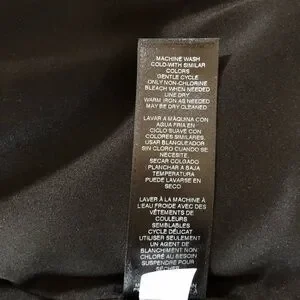 MACHINE WASH
COLD-WITH SIMILAR
COLORS
GENTLE CYCLE
ONLY NON-CHLORINE
BLEACH WHEN NEEDED
LINE DRY
WARM IRON AS NEEDED
MAY BE DRY CLEANED
LAVAR A MÁQUINA CON
AGUA FRIA EN
CICLO SUAVE CON
COLORES SIMILARES,
USAR BLANQUEADOR
SIN CLORO CUANDO SE
NECESITE
SECAR COLGADO
PLANCHAR A BAJA
TEMPERATURA
PUEDE LAVARSE EN
SECO
LAVER À LA MACHINE À
L'EAU FROIDE AVEC DES
VÊTEMENTS DE
COULEURS
SEMBLABLES
CYCLE DÉLICAT
UTILISER SEULEMENT
UN AGENT DE
BLANCHIMENT NON-
CHLORÉ AU BESOIN
SUSPENDRE POUR
SÉCHER